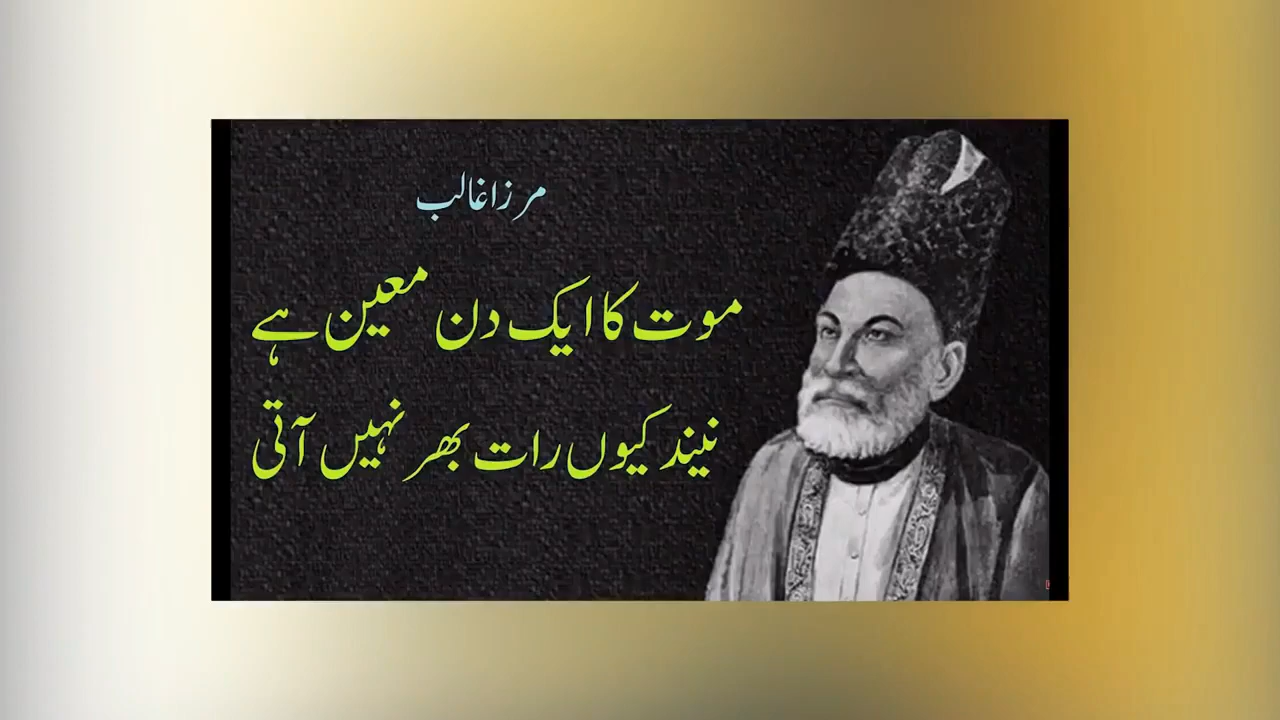 مرزا غالب
موت کا ایک دن معین ہے
نیند کیوں رات بھر نہیں آتی